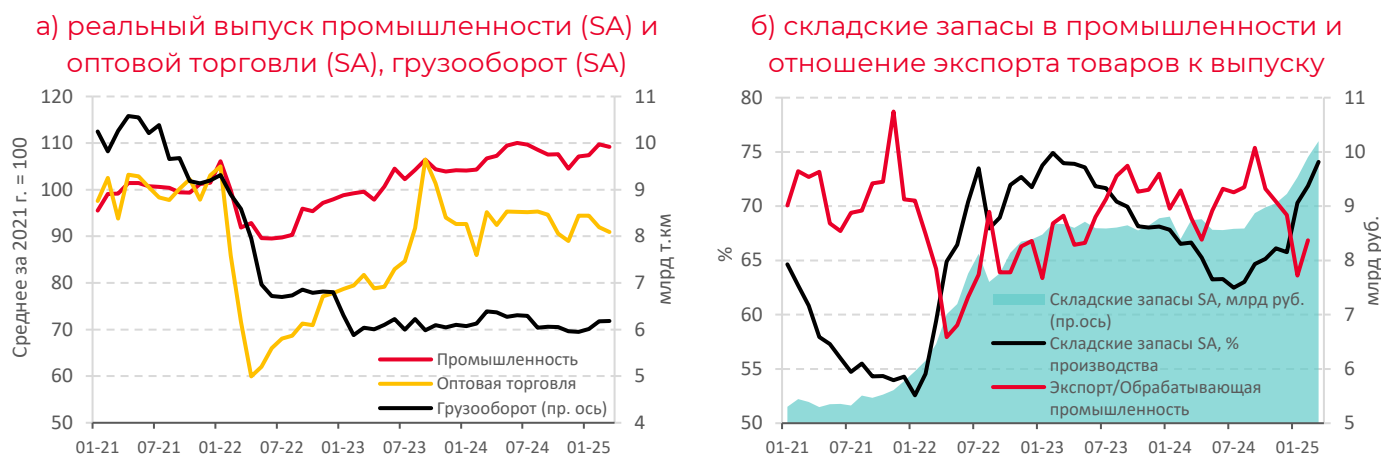 а) реальный выпуск промышленности (SA) и
оптовой торговли (SA), грузооборот (SA)
120
110
100
90
80
70
60
50
Среднее за 2021 г. = 100
11
10
9
8
7
6
5
4
млрд т.км
Промышленность
Оптовая торговля
Грузооборот (пр. ось)
01-21 07-21 01-22 07-22 01-23 07-23 01-24 07-24 01-25
б) складские запасы в промышленности и
отношение экспорта товаров к выпуску
80
75
70
65
60
55
50
%
11
10
9
8
7
6
5
млрд руб.
Складские запасы SA, млрд руб.
(пр.ось)
Складские запасы SA, %
производства
Экспорт/Обрабатывающая
промышленность
01-21 07-21 01-22 07-22 01-23 07-23 01-24 07-24 01-25